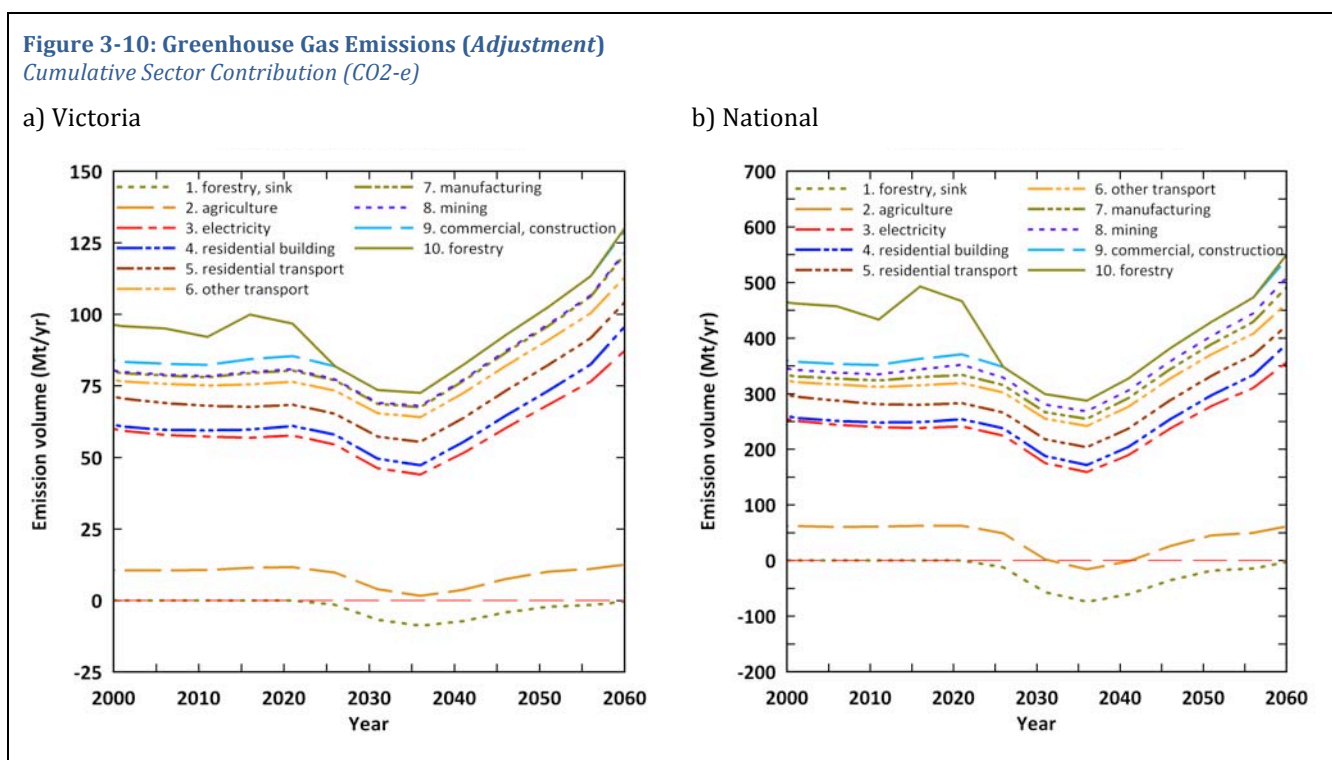 Figure 3-10: Greenhouse Gas Emissions (Adjustment)
Cumulative Sector Contribution (CO2-e)
a) Victoria
150
125
100
75
50
25
0
-25
Emission volume (Mt/yr)
1. forestry, sink
2. agriculture
3. electricity
4. residential building
5. residential transport
6. other transport
7. manufacturing
8. mining
9. commercial, construction
10. forestry
2000 2010 2020 2030 2040 2050 2060
Year
b) National
700
600
500
400
300
200
100
0
-100
-200
Emission volume (Mt/yr)
1. forestry, sink
2. agriculture
3. electricity
4. residential building
5. residential transport
6. other transport
7. manufacturing
8. mining
9. commercial, construction
10. forestry
2000 2010 2020 2030 2040 2050 2060
Year